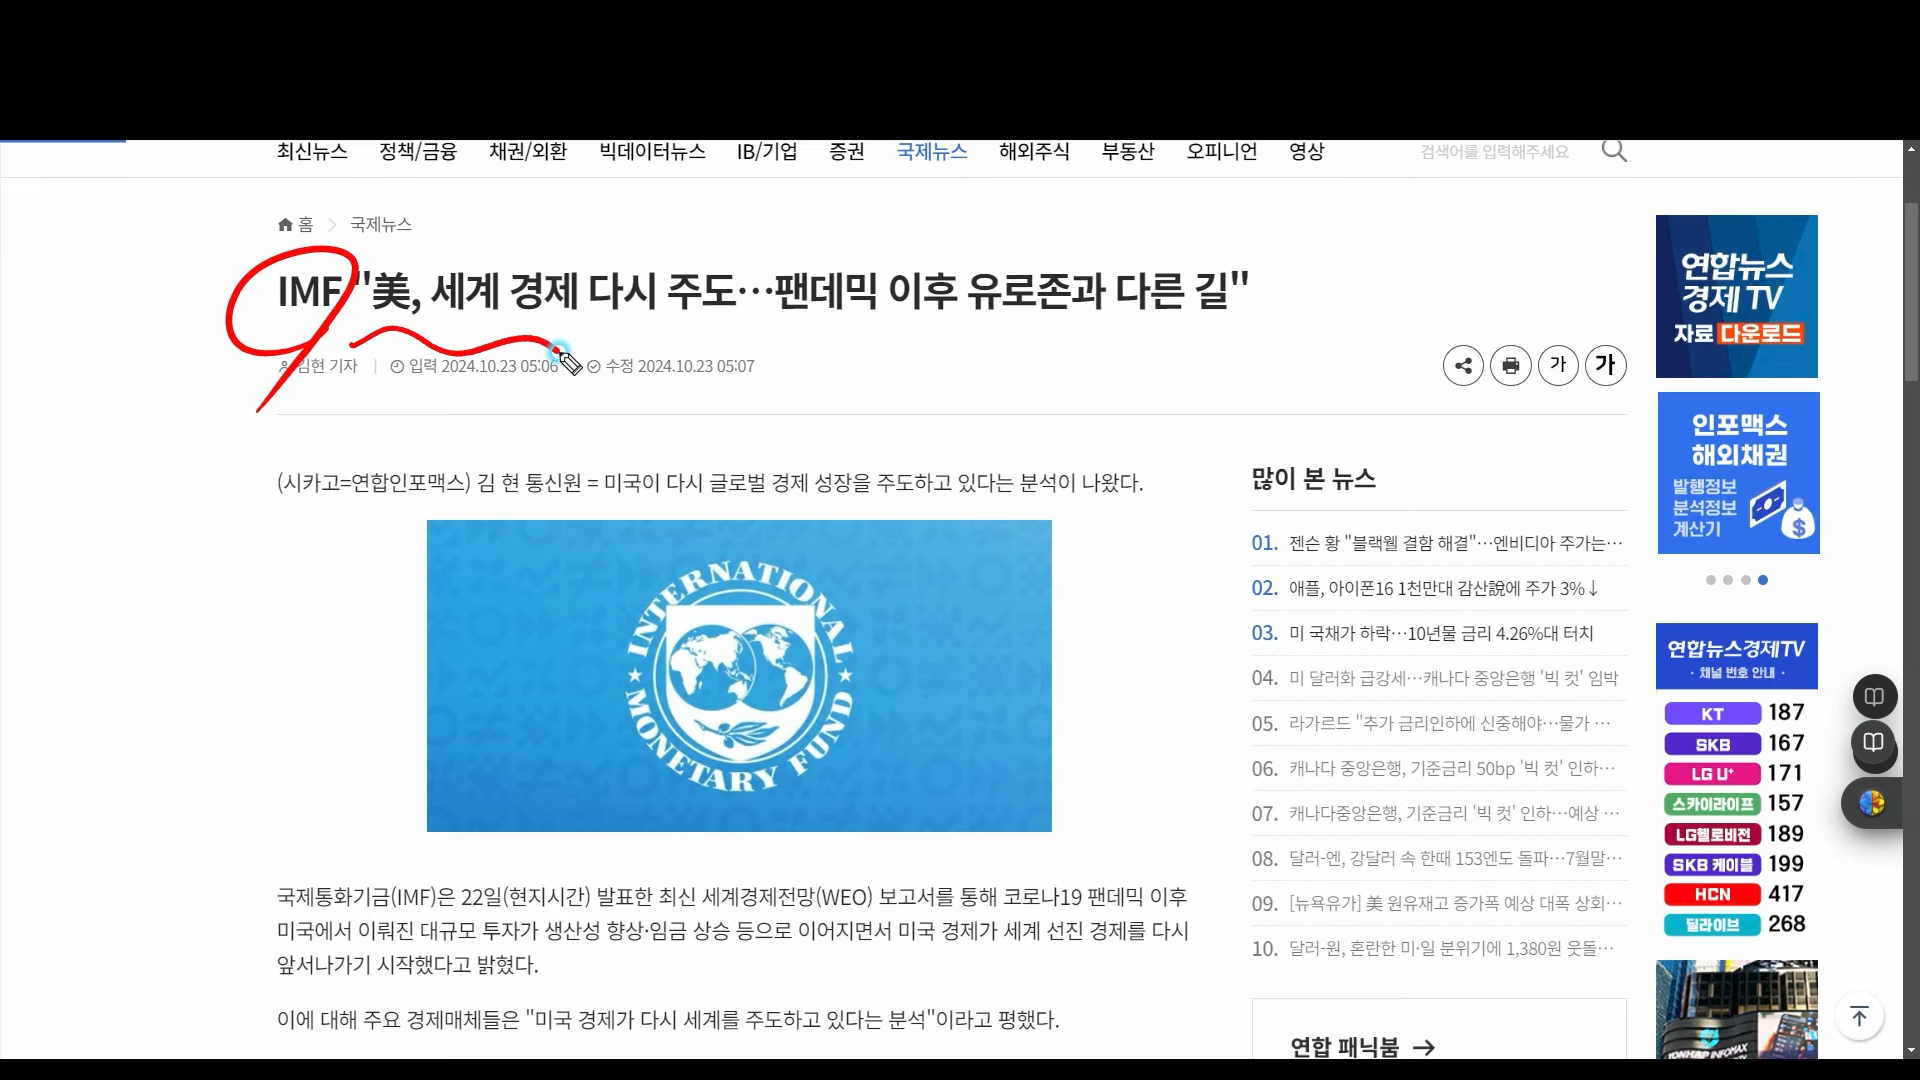 최신뉴스 정책/금융 채권/외환 빅데이터뉴스 IB/기업 증권 국제뉴스 해외주식 부동산 오피니언 영상 검색어를 입력해주세요
홈 국제뉴스
IMF "美, 세계 경제 다시 주도…팬데믹 이후 유로존과 다른 길"
김현 기자 입력 2024.10.23 05:06 수정 2024.10.23 05:07
가 가
(시카고=연합인포맥스) 김 현 통신원 = 미국이 다시 글로벌 경제 성장을 주도하고 있다는 분석이 나왔다.
INTERNATIONAL MONETARY FUND
국제통화기금(IMF)은 22일(현지시간) 발표한 최신 세계경제전망(WEO) 보고서를 통해 코로나19 팬데믹 이후
미국에서 이뤄진 대규모 투자가 생산성 향상·임금 상승 등으로 이어지면서 미국 경제가 세계 선진 경제를 다시
앞서나가기 시작했다고 밝혔다.
이에 대해 주요 경제매체들은 "미국 경제가 다시 세계를 주도하고 있다는 분석"이라고 평했다.
많이 본 뉴스
01. 젠슨 황 "블랙웰 결함 해결"…엔비디아 주가는…
02. 애플, 아이폰16 1천만대 감산說에 주가 3%↓
03. 미 국채가 하락…10년물 금리 4.26%대 터치
04. 미 달러화 급강세…캐나다 중앙은행 '빅 컷' 임박
05. 라가르드 "추가 금리인하에 신중해야…물가 …
06. 캐나다 중앙은행, 기준금리 50bp '빅 컷' 인하…
07. 캐나다중앙은행, 기준금리 '빅 컷' 인하…예상 …
08. 달러-엔, 강달러 속 한때 153엔도 돌파…7월말…
09. [뉴욕유가] 美 원유재고 증가폭 예상 대폭 상회…
10. 달러-원, 혼란한 미·일 분위기에 1,380원 웃돌…
연합 패닉붐 →
연합뉴스
경제TV
자료 다운로드
인포맥스
해외채권
발행정보
분석정보
계산기
연합뉴스경제TV
· 채널 번호 안내 ·
KT 187
SKB 167
LG U+ 171
스카이라이프 157
LG헬로비전 189
SKB 케이블 199
HCN 417
딜라이브 268
YONHAP INFOMAX